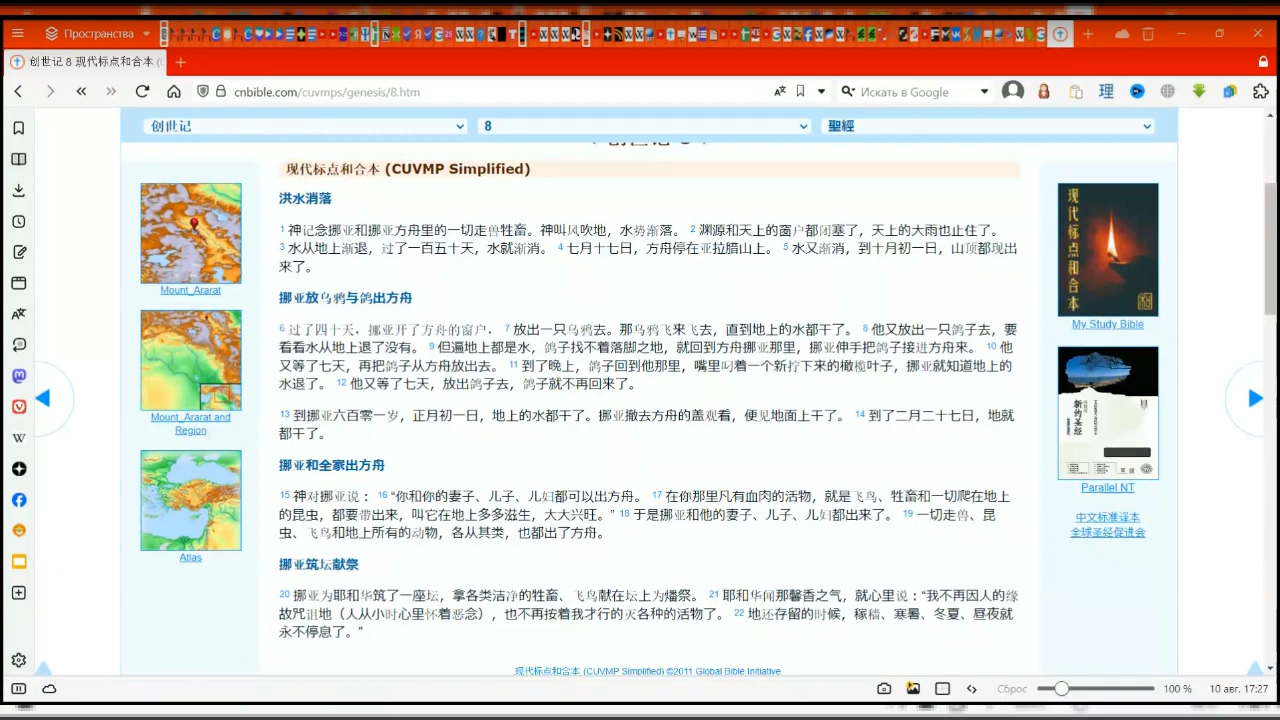 Пространства
创世记 8 现代标点和合本 (
cnbible.com/cuvmps/genesis/8.htm
Искать в Google
创世记
8
聖經
现代标点和合本 (CUVMP Simplified)
洪水消落
1 神记念挪亚和挪亚方舟里的一切走兽牲畜。神叫风吹地，水势渐落。 2 渊源和天上的窗户都闭塞了，天上的大雨也止住了。
3 水从地上渐退。过了一百五十天，水就渐消。 4 七月十七日，方舟停在亚拉腊山上。 5 水又渐消，到十月初一日，山顶都现出
来了。
挪亚放乌鸦与鸽出方舟
6 过了四十天，挪亚开了方舟的窗户， 7 放出一只乌鸦去。那乌鸦飞来飞去，直到地上的水都干了。 8 他又放出一只鸽子去，要
看看水从地上退了没有。 9 但遍地上都是水，鸽子找不着落脚之地，就回到方舟挪亚那里，挪亚伸手把鸽子接进方舟来。 10 他
又等了七天，再把鸽子从方舟放出去。 11 到了晚上，鸽子回到他那里，嘴里叼着一个新拧下来的橄榄叶子，挪亚就知道地上的
水退了。 12 他又等了七天，放出鸽子去，鸽子就不再回来了。
13 到挪亚六百零一岁，正月初一日，地上的水都干了。挪亚撤去方舟的盖观看，便见地面上干了。 14 到了二月二十七日，地就
都干了。
挪亚和全家出方舟
15 神对挪亚说： 16 “你和你的妻子、儿子、儿妇都可以出方舟。 17 在你那里凡有血肉的活物，就是飞鸟、牲畜和一切爬在地上
的昆虫，都要带出来，叫它在地上多多滋生，大大兴旺。” 18 于是挪亚和他的妻子、儿子、儿妇都出来了。 19 一切走兽、昆
虫、飞鸟和地上所有的动物，各从其类，也都出了方舟。
挪亚筑坛献祭
20 挪亚为耶和华筑了一座坛，拿各类洁净的牲畜、飞鸟献在坛上为燔祭。 21 耶和华闻那馨香之气，就心里说：“我不再因人的缘
故咒诅地（人从小时心里怀着恶念），也不再按着我才行的灭各种的活物了。 22 地还存留的时候，稼穑、寒暑、冬夏、昼夜就
永不停息了。”
现代标点和合本 (CUVMP Simplified) ©2011 Global Bible Initiative
Mount_Ararat
Mount_Ararat and
Region
Atlas
现代标点和合本
My Study Bible
新约圣经
Parallel NT
中文标准译本
全球圣经促进会
Сброс
100 %
10 авг. 17:27